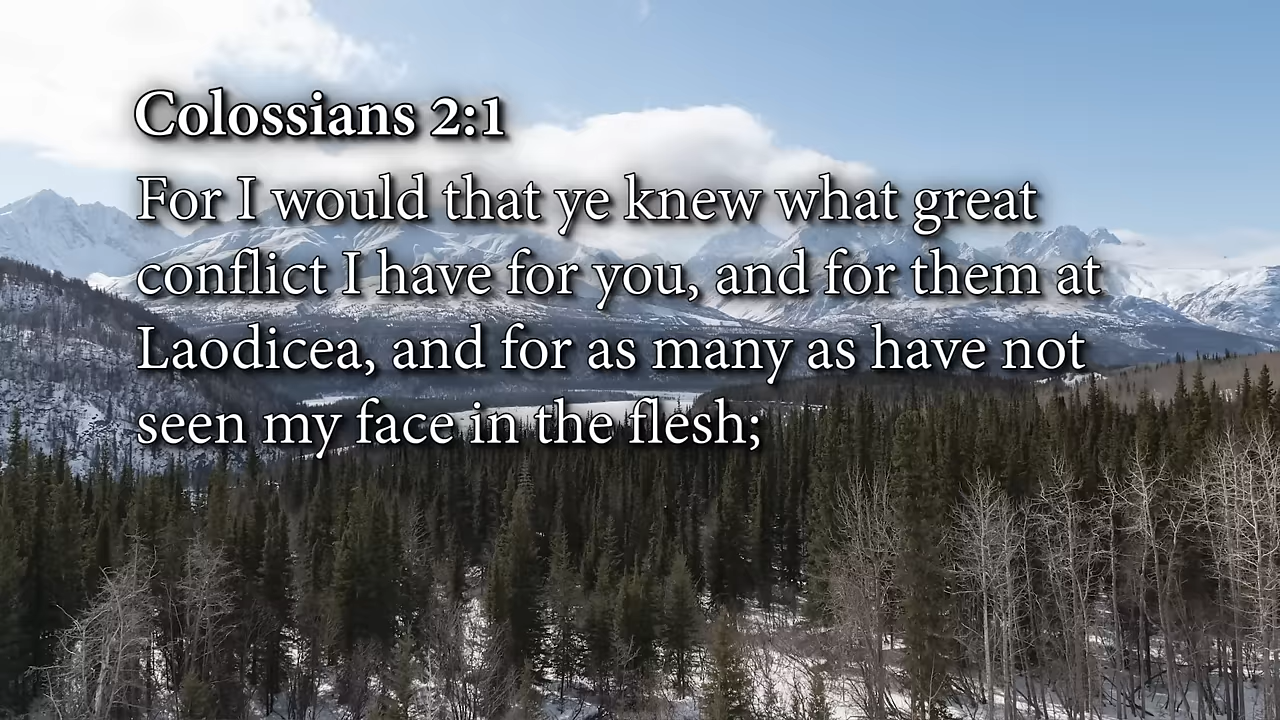 Colossians 2:1
For I would that ye knew what great
conflict I have for you, and for them at
Laodicea, and for as many as have not
seen my face in the flesh;